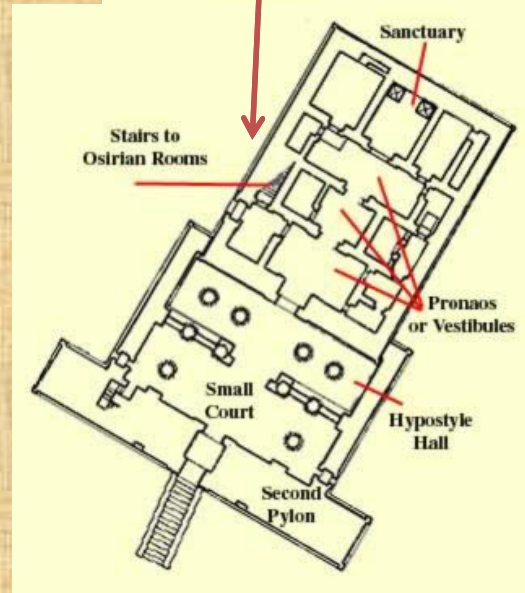 Sanctuary
Stairs to
Osirian Rooms
Pronaos
or Vestibules
Small
Court
Hypostyle
Hall
Second
Pylon